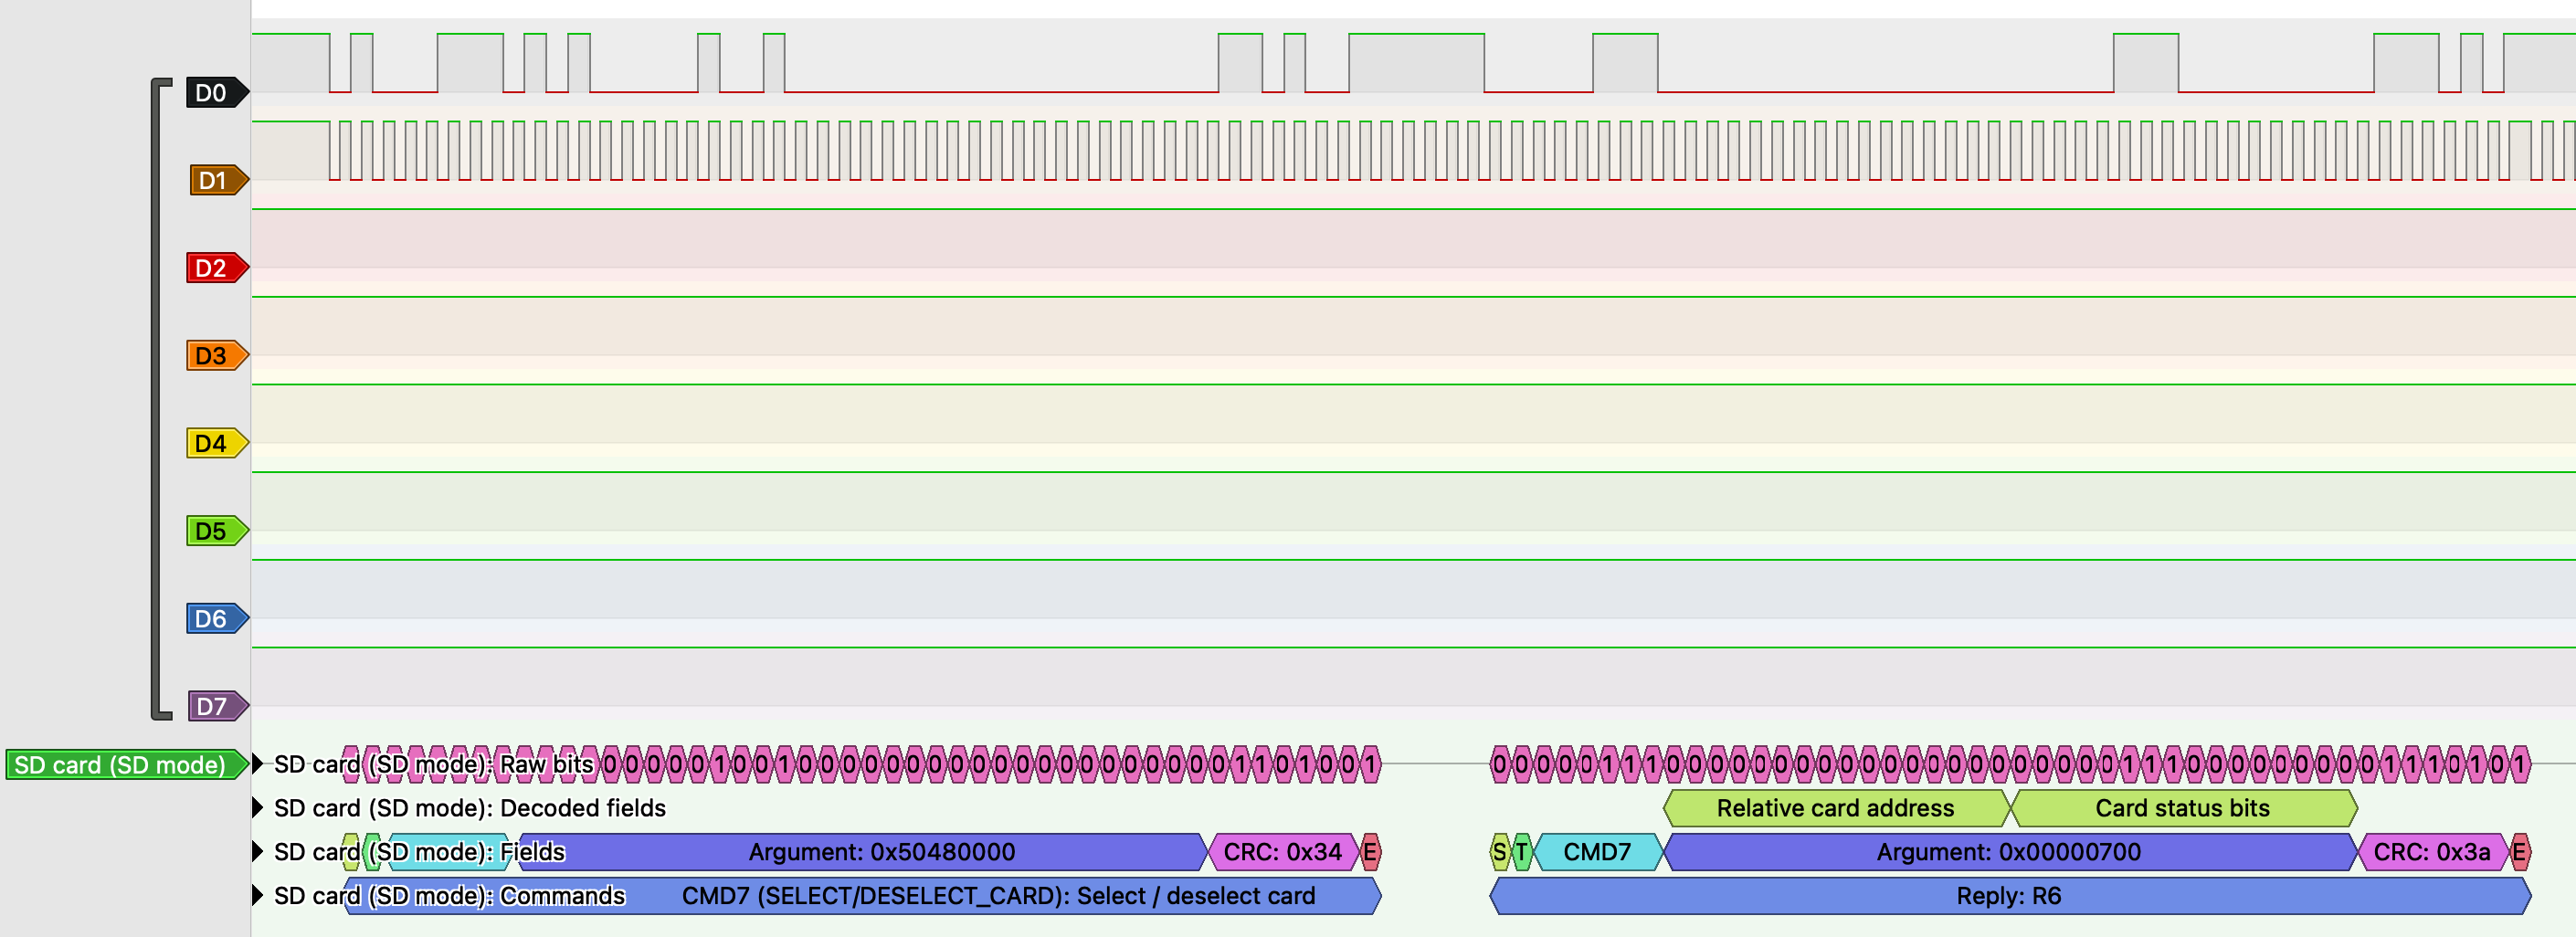 D0
D1
D2
D3
D4
D5
D6
D7
SD card (SD mode)
SD card (SD mode): Raw bits 0 0 0 0 0 1 0 0 1 0 0 0 0 0 0 0 0 0 0 0 0 0 0 0 0 0 0 0 0 1 1 0 1 0 0 1 0 0 0 0 0 1 1 1 0 0 0 0 0 0 0 0 0 0 0 0 0 0 0 0 0 0 0 0 0 1 1 1 0 0 0 0 0 0 0 0 0 1 1 1 0 1 0 1
SD card (SD mode): Decoded fields Relative card address Card status bits
SD card (SD mode): Fields Argument: 0x50480000 CRC: 0x34 E S T CMD7 Argument: 0x00000700 CRC: 0x3a E
SD card (SD mode): Commands CMD7 (SELECT/DESELECT_CARD): Select / deselect card Reply: R6